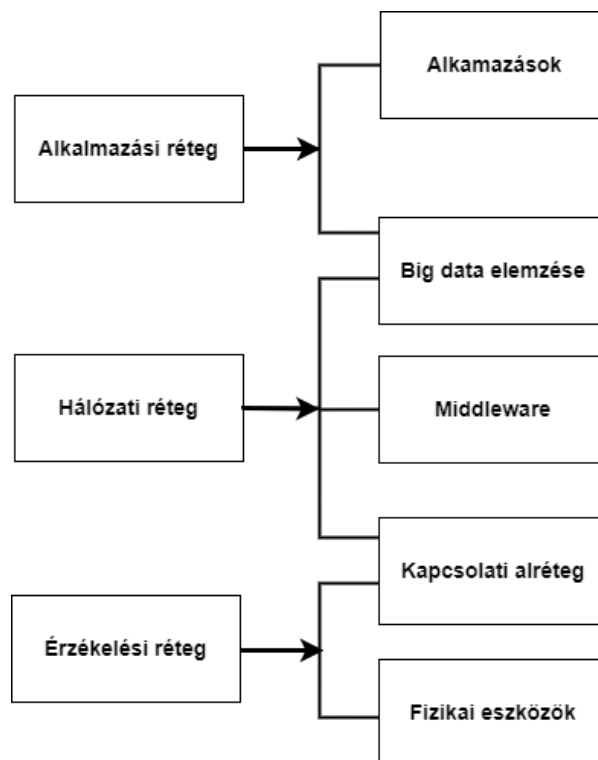 Alkamazások
Alkalmazási réteg
Big data elemzése
Hálózati réteg
Middleware
Kapcsolati alréteg
Érzékelési réteg
Fizikai eszközök